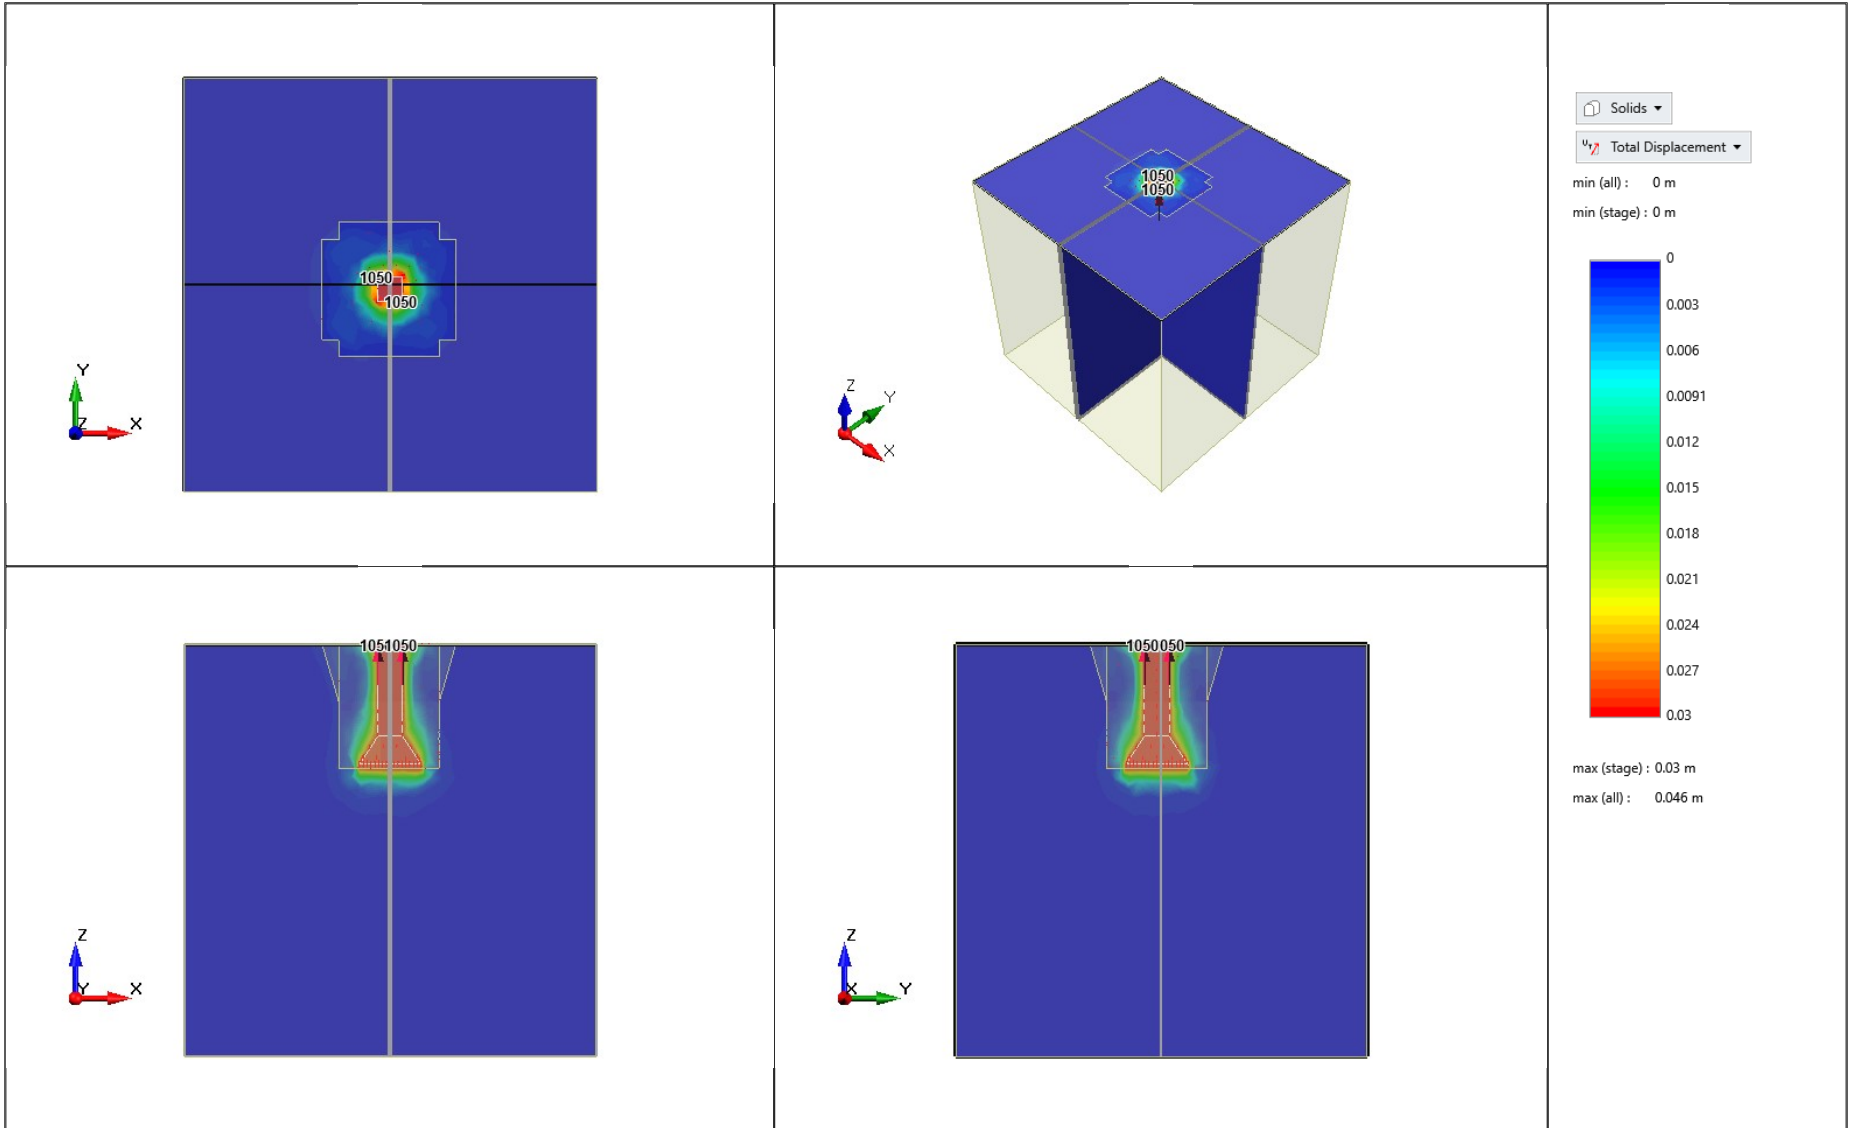 1050
1050
Y
Z
X
1050
1050
Z
Y
X
Solids
Total Displacement
min (all) : 0 m
min (stage) : 0 m
0
0.003
0.006
0.0091
0.012
0.015
0.018
0.021
0.024
0.027
0.03
max (stage) : 0.03 m
max (all) : 0.046 m
1051050
Z
Y
X
1050050
Z
X
Y